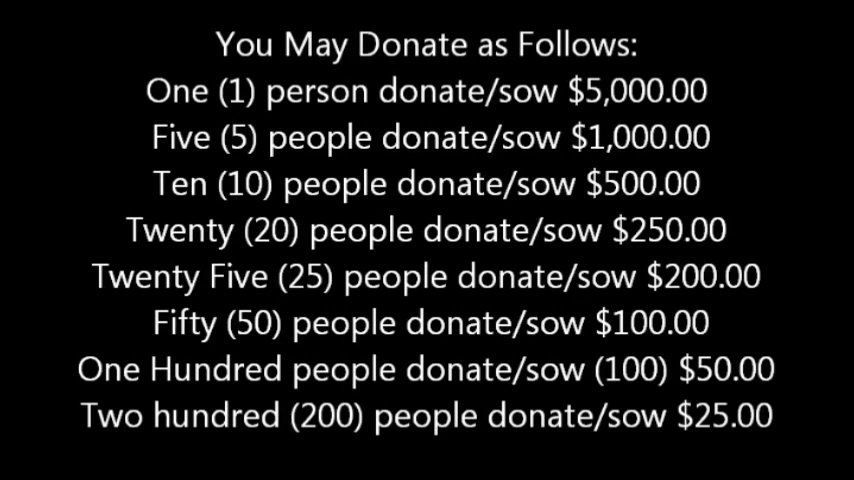 You May Donate as Follows:
One (1) person donate/sow $5,000.00
Five (5) people donate/sow $1,000.00
Ten (10) people donate/sow $500.00
Twenty (20) people donate/sow $250.00
Twenty Five (25) people donate/sow $200.00
Fifty (50) people donate/sow $100.00
One Hundred people donate/sow (100) $50.00
Two hundred (200) people donate/sow $25.00